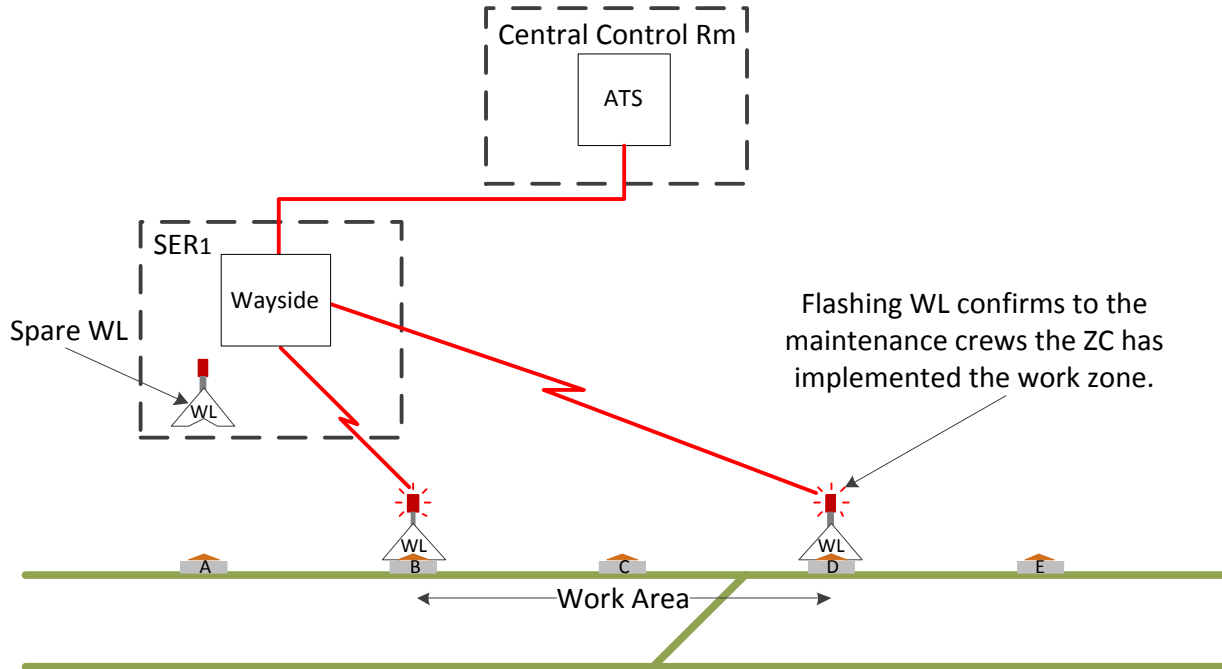 Central Control Rm
ATS
SER1
Wayside
Spare WL
WL
Flashing WL confirms to the
maintenance crews the ZC has
implemented the work zone.
WL
WL
A
B
C
D
E
Work Area